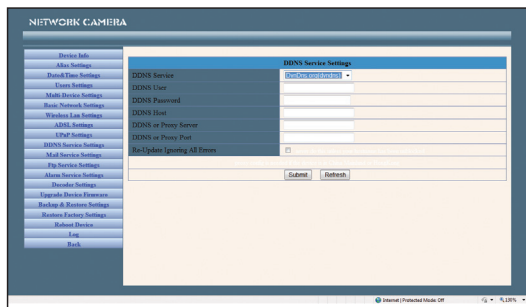 NETWORK CAMERA
Device Info
Alias Settings
Date&Time Settings
Users Settings
Multi-Device Settings
Basic Network Settings
Wireless Lan Settings
ADSL Settings
UPnP Settings
DDNS Service Settings
Mail Service Settings
Ftp Service Settings
Alarm Service Settings
Decoder Settings
Upgrade Device Firmware
Backup & Restore Settings
Restore Factory Settings
Reboot Device
Log
Back
DDNS Service Settings
DDNS Service
DDNS User
DDNS Password
DDNS Host
DDNS or Proxy Server
DDNS or Proxy Port
Re-Update Ignoring All Errors
Submit Refresh
Internet | Protected Mode: Off